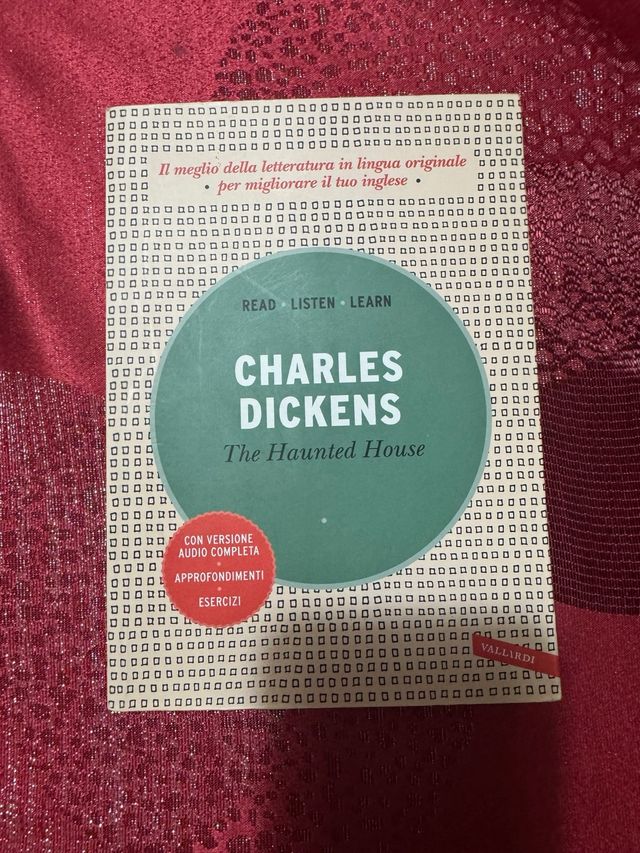 Il meglio della letteratura in lingua originale
• per migliorare il tuo inglese •
READ • LISTEN • LEARN
CHARLES
DICKENS
The Haunted House
CON VERSIONE
AUDIO COMPLETA
•
APPROFONDIMENTI
•
ESERCIZI
VALLARDI